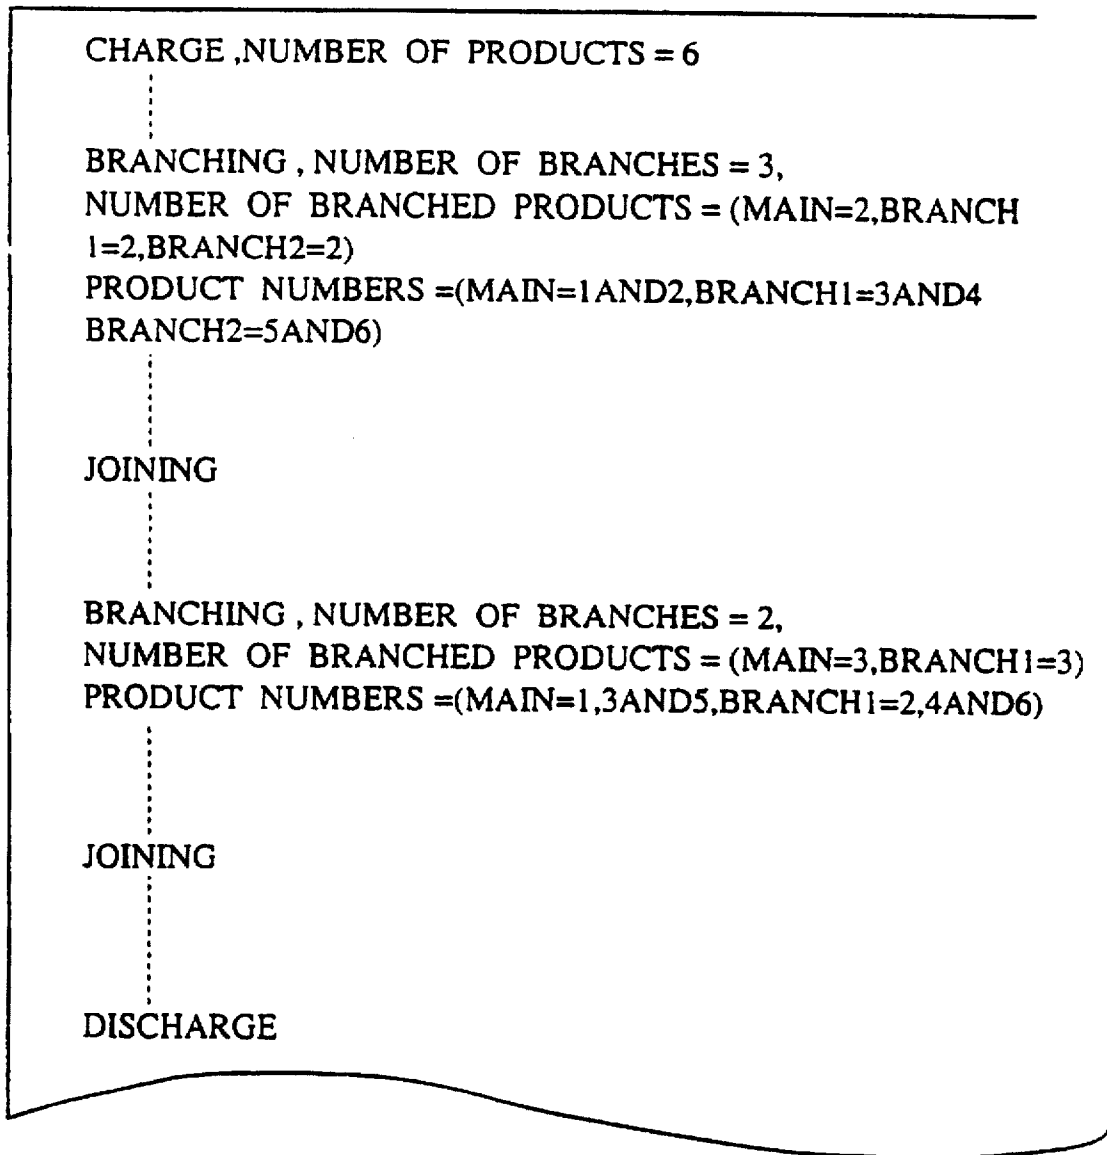 CHARGE ,NUMBER OF PRODUCTS = 6
BRANCHING , NUMBER OF BRANCHES = 3,
NUMBER OF BRANCHED PRODUCTS = (MAIN=2,BRANCH
1=2,BRANCH2=2)
PRODUCT NUMBERS =(MAIN=1AND2,BRANCH1=3AND4
BRANCH2=5AND6)
JOINING
BRANCHING , NUMBER OF BRANCHES = 2,
NUMBER OF BRANCHED PRODUCTS = (MAIN=3,BRANCH1=3)
PRODUCT NUMBERS =(MAIN=1,3AND5,BRANCH1=2,4AND6)
JOINING
DISCHARGE